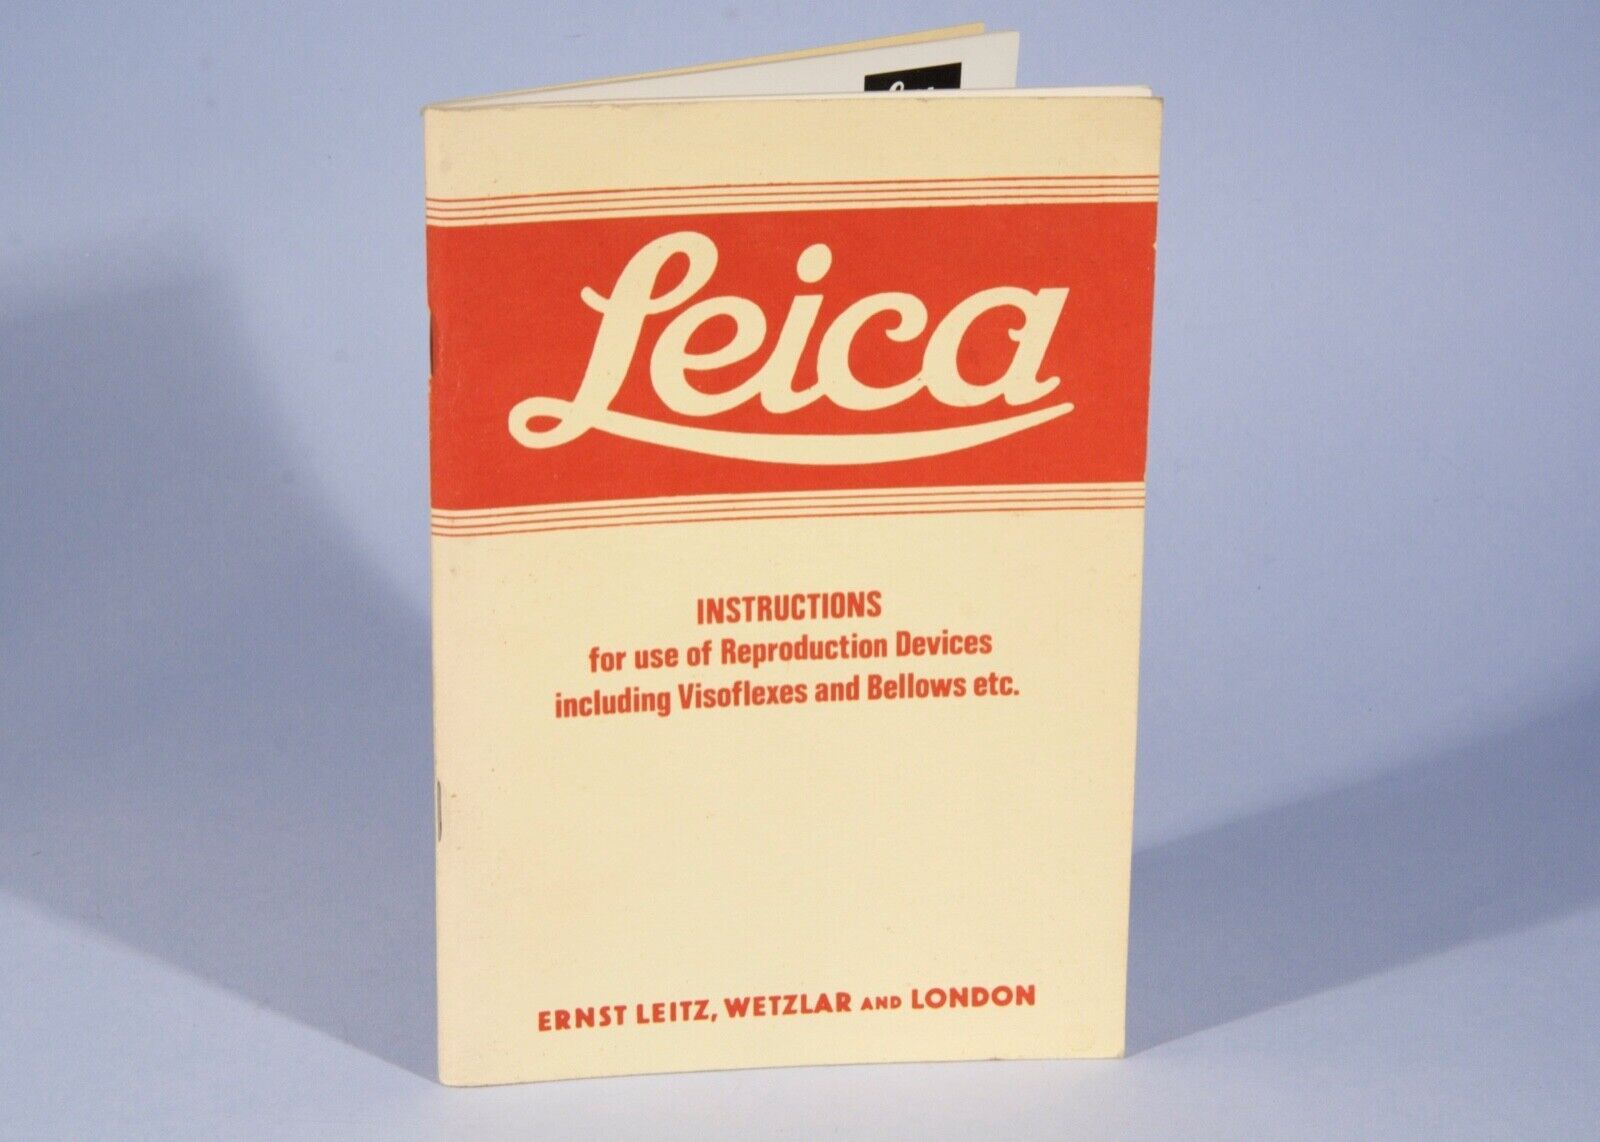 Leica
INSTRUCTIONS
for use of Reproduction Devices
including Visoflexes and Bellows etc.
ERNST LEITZ, WETZLAR AND LONDON